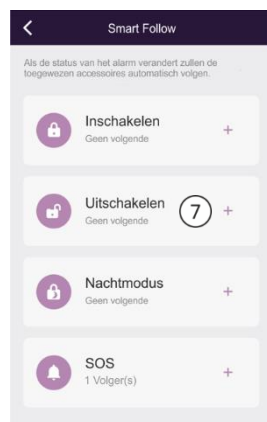 Smart Follow
Als de status van het alarm verandert zullen de
toegewezen accessoires automatisch volgen.
Inschakelen
Geen volgende
+
Uitschakelen
Geen volgende
7
+
Nachtmodus
Geen volgende
+
SOS
1 Volger(s)
+